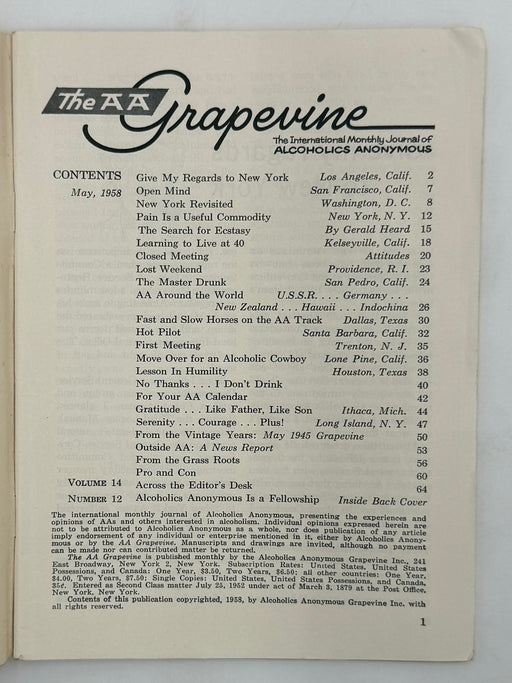 The AA Grapevine
The International Monthly Journal of
ALCOHOLICS ANONYMOUS
CONTENTS
May, 1958
Give My Regards to New York Los Angeles, Calif. 2
Open Mind San Francisco, Calif. 7
New York Revisited Washington, D. C. 8
Pain Is a Useful Commodity New York, N. Y. 12
The Search for Ecstasy By Gerald Heard 15
Learning to Live at 40 Kelseyville, Calif. 18
Closed Meeting Attitudes 20
Lost Weekend Providence, R. I. 23
The Master Drunk San Pedro, Calif. 24
AA Around the World U.S.S.R. . . . Germany . . .
New Zealand . . . Hawaii . . . Indochina 26
Fast and Slow Horses on the AA Track Dallas, Texas 30
Hot Pilot Santa Barbara, Calif. 32
First Meeting Trenton, N. J. 35
Move Over for an Alcoholic Cowboy Lone Pine, Calif. 36
Lesson In Humility Houston, Texas 38
No Thanks . . . I Don't Drink 40
For Your AA Calendar 42
Gratitude . . . Like Father, Like Son Ithaca, Mich. 44
Serenity . . . Courage . . . Plus! Long Island, N. Y. 47
From the Vintage Years: May 1945 Grapevine 50
Outside AA: A News Report 53
From the Grass Roots 56
Pro and Con 60
Across the Editor's Desk 64
Alcoholics Anonymous Is a Fellowship Inside Back Cover
VOLUME 14
NUMBER 12
The international monthly journal of Alcoholics Anonymous, presenting the experiences and
opinions of AAs and others interested in alcoholism. Individual opinions expressed herein are
not to be attributed to Alcoholics Anonymous as a whole, nor does publication of any article
imply endorsement of any individual or enterprise mentioned in it, either by Alcoholics Anony-
mous or by the AA Grapevine. Manuscripts and drawings are invited, although no payment
can be made nor can contributed matter be returned.
The AA Grapevine is published monthly by the Alcoholics Anonymous Grapevine Inc., 241
East Broadway, New York 2, New York. Subscription Rates: United States, United States
Possessions, and Canada: One Year, $3.50, Two Years, $6.50; all other countries: One Year,
$4.00, Two Years, $7.50; Single Copies: United States, United States Possessions, and Canada,
35¢. Entered as Second Class matter July 25, 1952 under act of March 3, 1879 at the Post Office,
New York, New York.
Contents of this publication copyrighted, 1958, by Alcoholics Anonymous Grapevine Inc. with
all rights reserved.
1